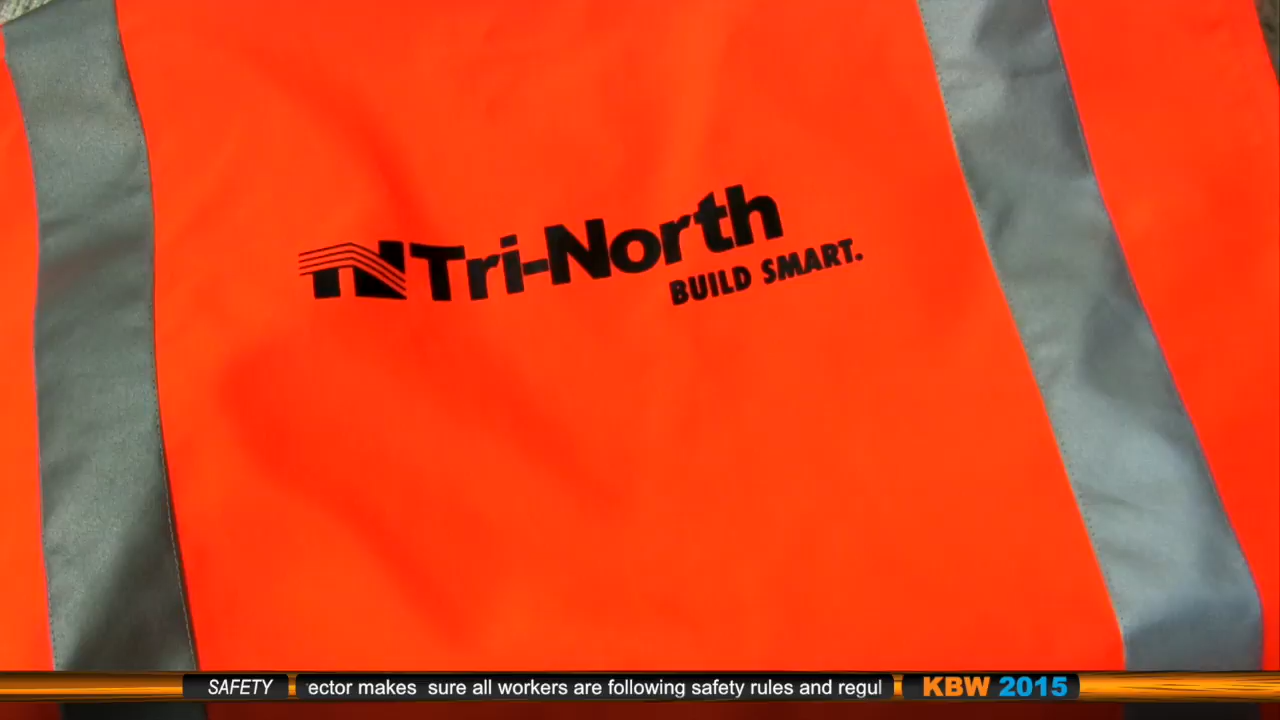 Tri-North
BUILD SMART.
SAFETY
ector makes sure all workers are following safety rules and regul
KBW 2015